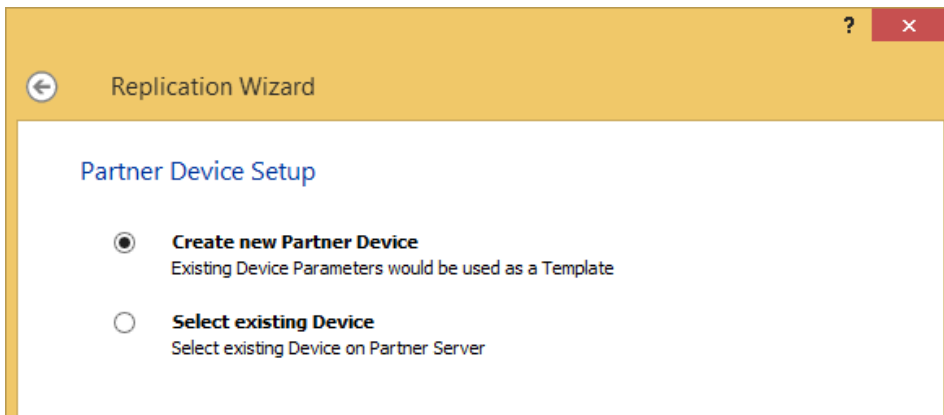 ?
Replication Wizard
Partner Device Setup
Create new Partner Device
Existing Device Parameters would be used as a Template
Select existing Device
Select existing Device on Partner Server